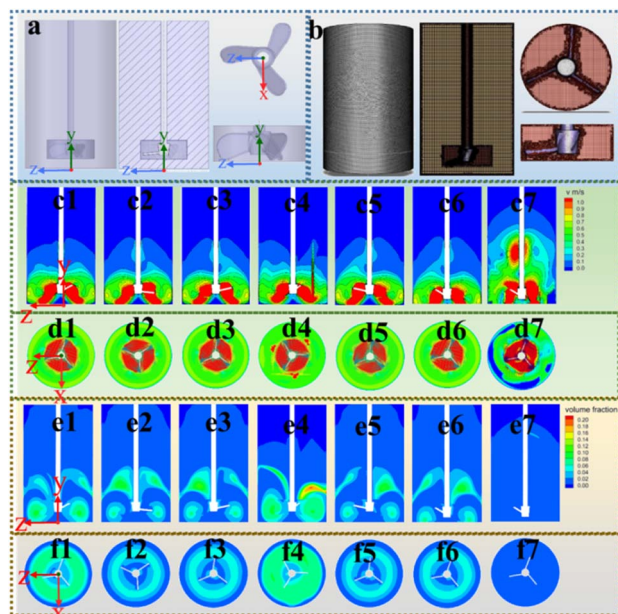 a
z
x
y
z
y
z
y
z
b
c1 c2 c3 c4 c5 c6 c7
y
z
v m/s
1.0
0.9
0.8
0.7
0.6
0.5
0.4
0.3
0.2
0.1
0.0
d1 d2 d3 d4 d5 d6 d7
z
x
e1 e2 e3 e4 e5 e6 e7
y
z
volume fraction
0.20
0.18
0.16
0.14
0.12
0.10
0.08
0.06
0.04
0.02
0.00
f1 f2 f3 f4 f5 f6 f7
z
x